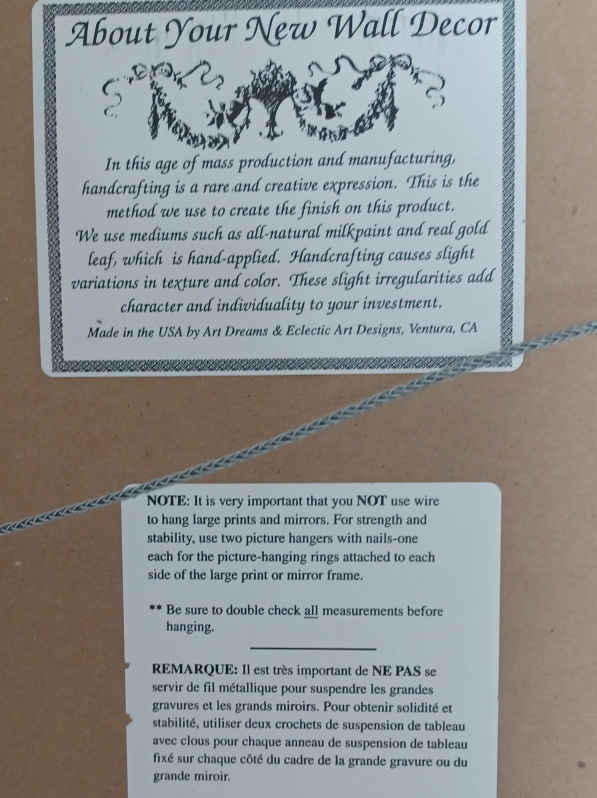 About Your New Wall Decor
In this age of mass production and manufacturing,
handcrafting is a rare and creative expression. This is the
method we use to create the finish on this product.
We use mediums such as all-natural milkpaint and real gold
leaf, which is hand-applied. Handcrafting causes slight
variations in texture and color. These slight irregularities add
character and individuality to your investment.
Made in the USA by Art Dreams & Eclectic Art Designs, Ventura, CA
NOTE: It is very important that you NOT use wire
to hang large prints and mirrors. For strength and
stability, use two picture hangers with nails-one
each for the picture-hanging rings attached to each
side of the large print or mirror frame.
** Be sure to double check all measurements before
hanging.
REMARQUE: Il est très important de NE PAS se
servir de fil métallique pour suspendre les grandes
gravures et les grands miroirs. Pour obtenir solidité et
stabilité, utiliser deux crochets de suspension de tableau
avec clous pour chaque anneau de suspension de tableau
fixé sur chaque côté du cadre de la grande gravure ou du
grande miroir.